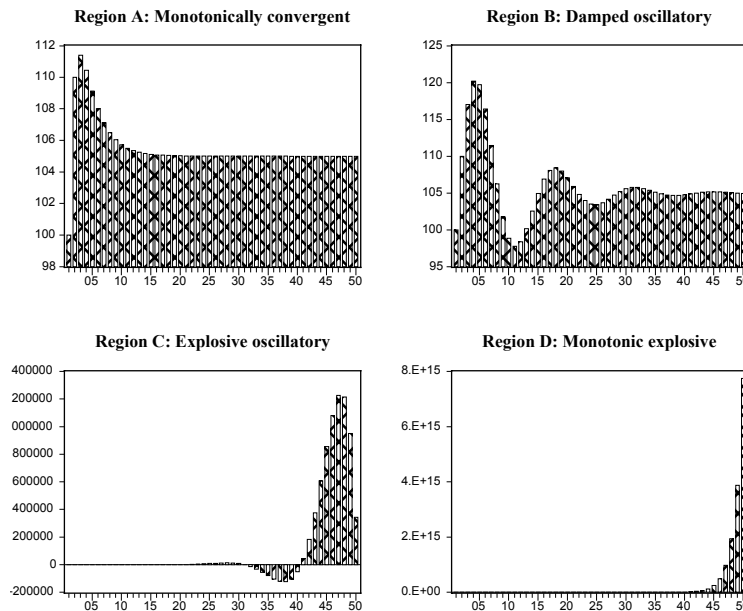 Region A: Monotonically convergent
112
110
108
106
104
102
100
98
05 10 15 20 25 30 35 40 45 50
Region B: Damped oscillatory
125
120
115
110
105
100
95
05 10 15 20 25 30 35 40 45 50
Region C: Explosive oscillatory
400000
200000
000000
800000
600000
400000
200000
0
-200000
05 10 15 20 25 30 35 40 45 50
Region D: Monotonic explosive
8.E+15
6.E+15
4.E+15
2.E+15
0.E+00
05 10 15 20 25 30 35 40 45 50